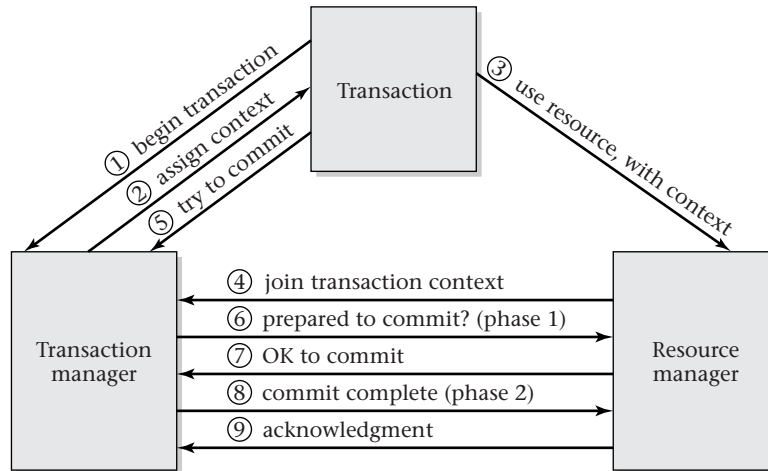 Transaction
① begin transaction
② assign context
⑤ try to commit
③ use resource, with context
Transaction
manager
④ join transaction context
⑥ prepared to commit? (phase 1)
⑦ OK to commit
⑧ commit complete (phase 2)
⑨ acknowledgment
Resource
manager